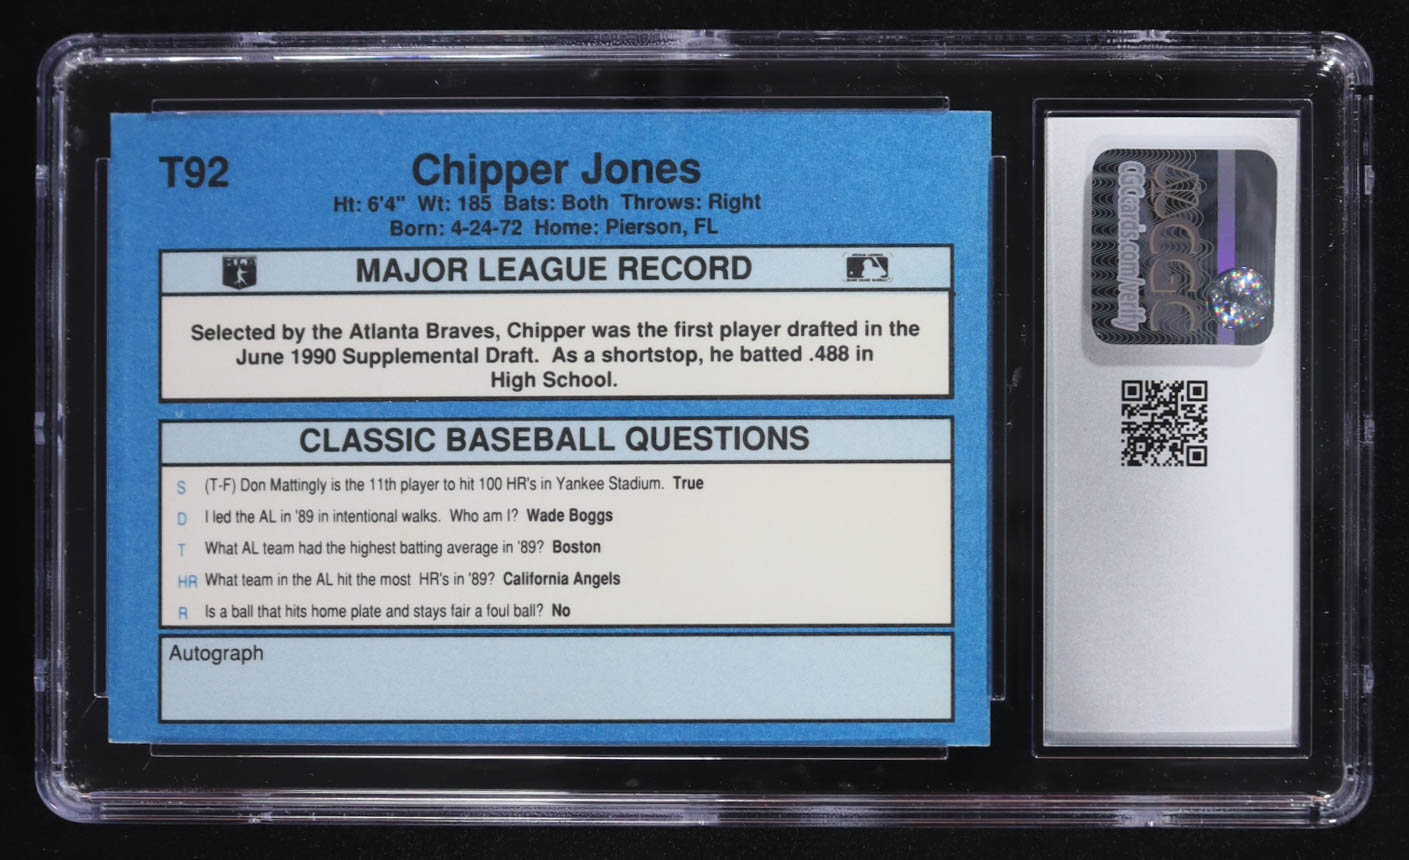 T92
Chipper Jones
Ht: 6'4" Wt: 185 Bats: Both Throws: Right
Born: 4-24-72 Home: Pierson, FL
MAJOR LEAGUE RECORD
Selected by the Atlanta Braves, Chipper was the first player drafted in the
June 1990 Supplemental Draft. As a shortstop, he batted .488 in
High School.
CLASSIC BASEBALL QUESTIONS
S (T-F) Don Mattingly is the 11th player to hit 100 HR's in Yankee Stadium. True
D I led the AL in '89 in intentional walks. Who am I? Wade Boggs
T What AL team had the highest batting average in '89? Boston
HR What team in the AL hit the most HR's in '89? California Angels
R Is a ball that hits home plate and stays fair a foul ball? No
Autograph
CGC
CGCcards.com/verify